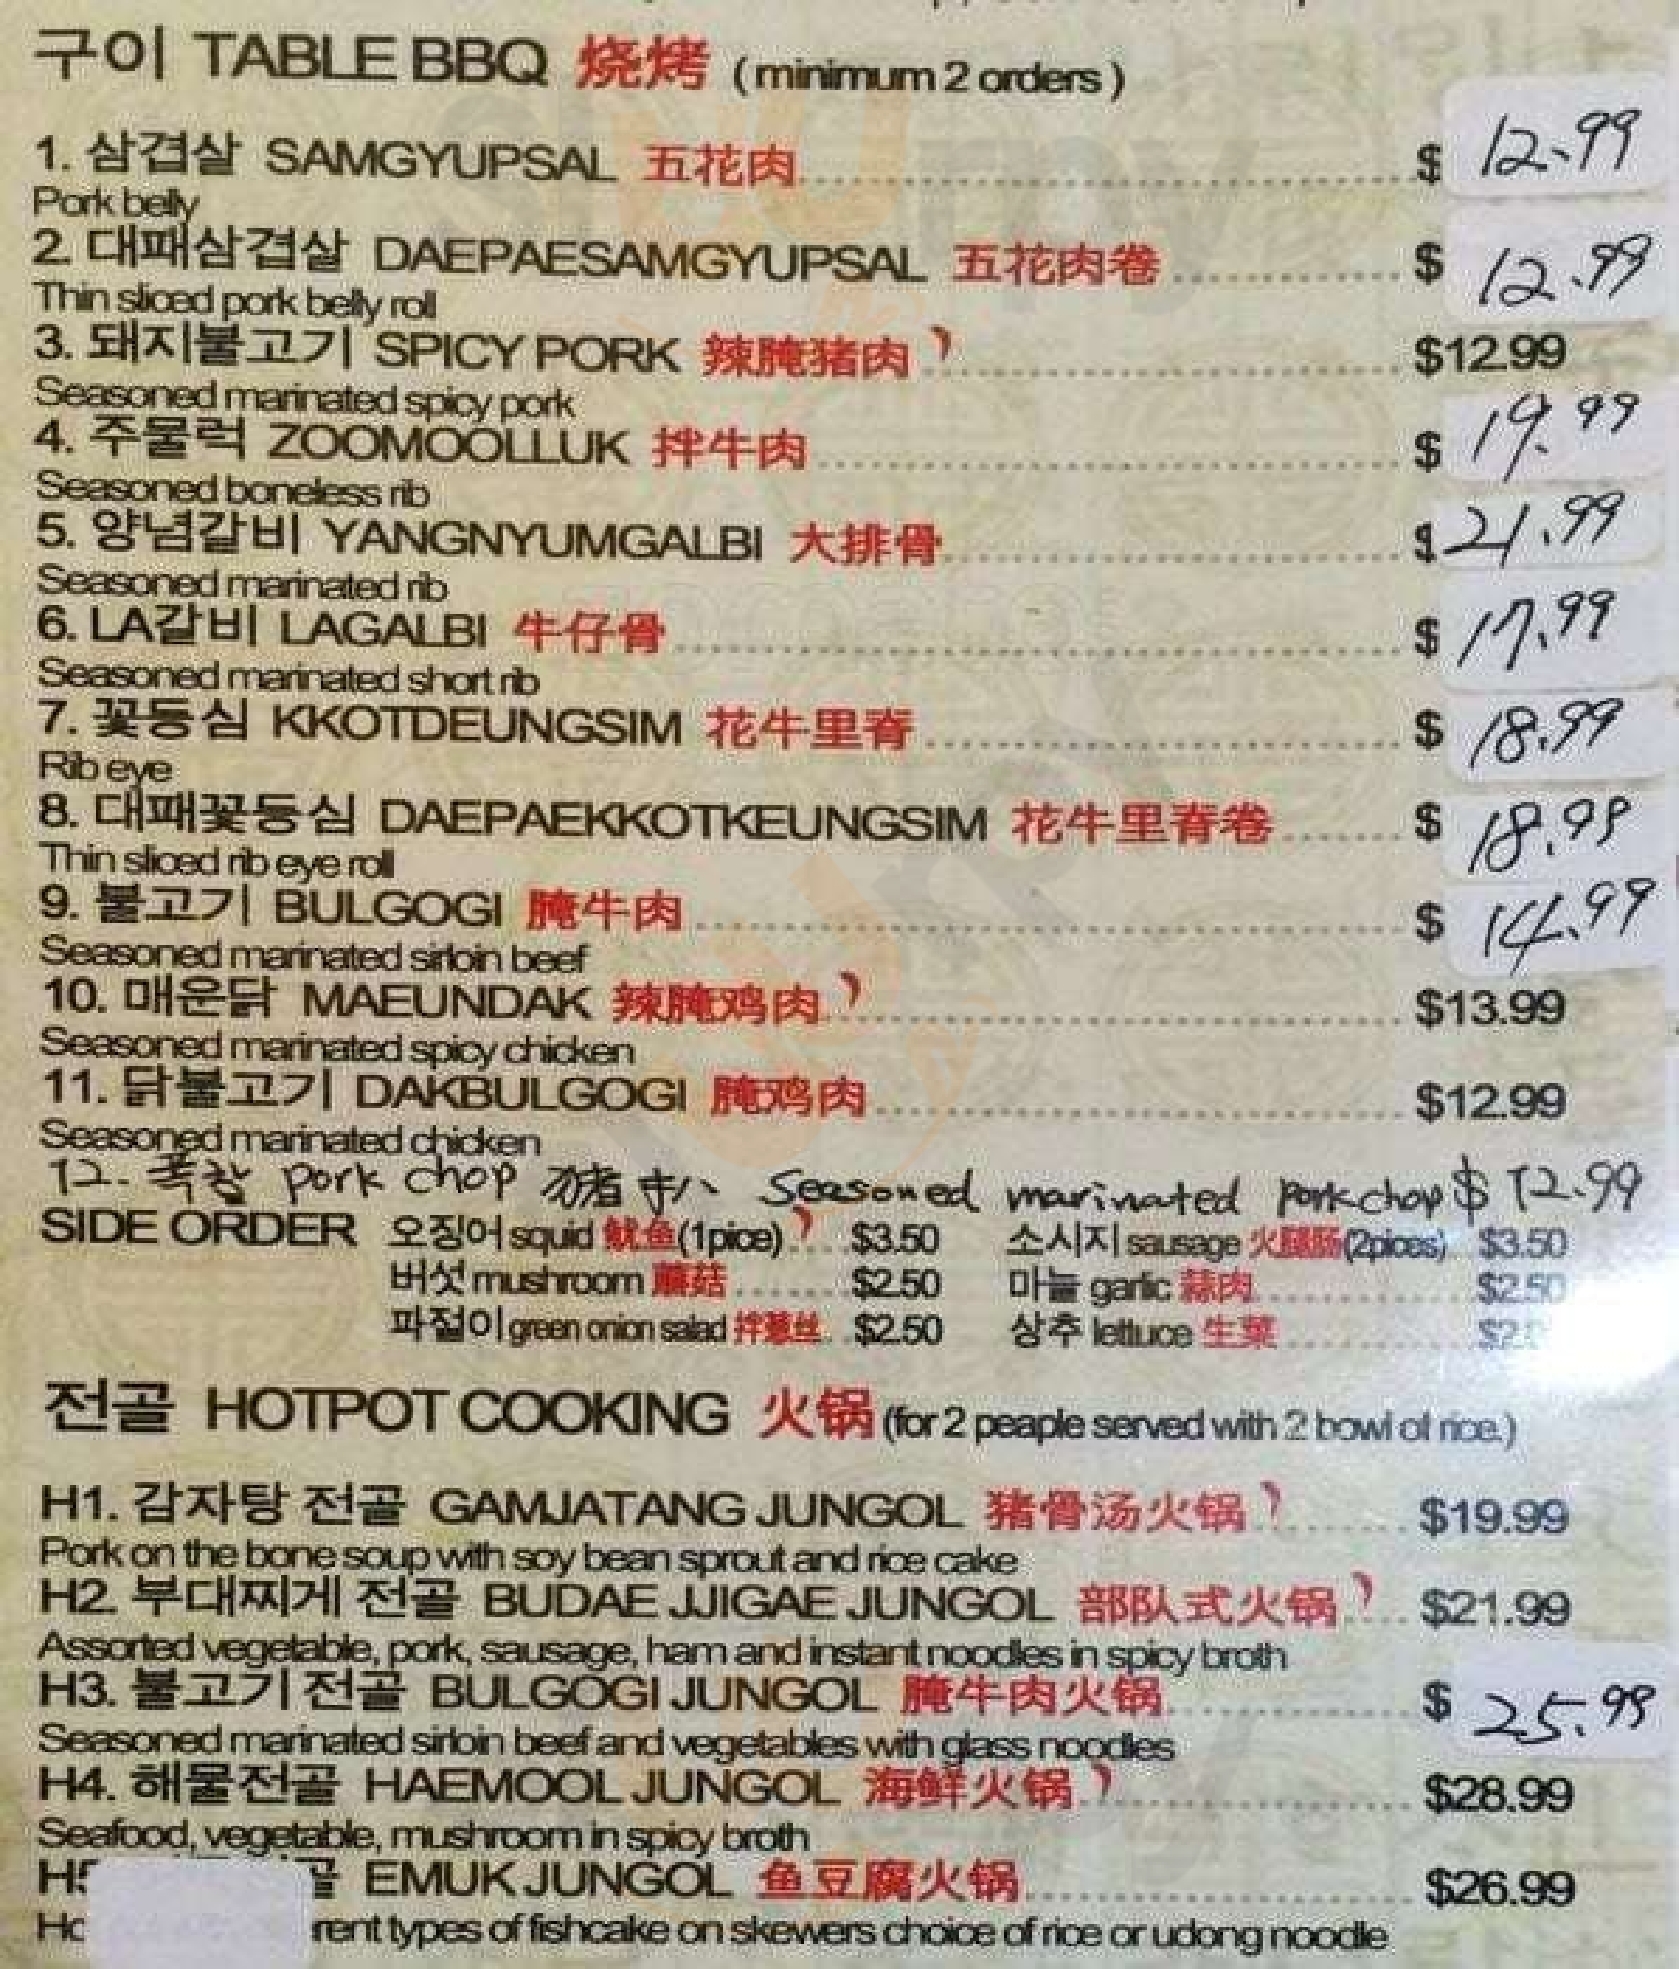 구이 TABLE BBQ 烧烤 (minimum 2 orders)
1. 삼겹살 SAMGYUPSAL 五花肉 $ 12.99
Pork belly
2. 대패삼겹살 DAEPAESAMGYUPSAL 五花肉卷 $ 12.99
Thin sliced pork belly roll
3. 돼지불고기 SPICY PORK 辣腌猪肉 $12.99
Seasoned marinated spicy pork
4. 주물럭 ZOOMOOLLUK 拌牛肉 $ 19.99
Seasoned boneless rib
5. 양념갈비 YANGNYUMGALBI 大排骨 $ 21.99
Seasoned marinated rib
6. LA갈비 LAGALBI 牛仔骨 $ 17.99
Seasoned marinated short rib
7. 꽃등심 KKOTDEUNGSIM 花牛里脊 $ 18.99
Rib eye
8. 대패꽃등심 DAEPAEKKOTKEUNGSIM 花牛里脊卷 $ 18.99
Thin sliced rib eye roll
9. 불고기 BULGOGI 腌牛肉 $ 14.99
Seasoned marinated sirloin beef
10. 매운닭 MAEUNDAK 辣腌鸡肉 $13.99
Seasoned marinated spicy chicken
11. 닭불고기 DAKBULGOGI 腌鸡肉 $12.99
Seasoned marinated chicken
12. pork chop 猪扒 Seasoned marinated pork chop $12.99
SIDE ORDER 오징어 squid 鱿鱼 (1pice) $3.50 소시지 sausage 火腿肠 (2pices) $3.50
버섯 mushroom 蘑菇 $2.50 마늘 garlic 蒜肉 $2.50
파절이 green onion salad 拌葱丝 $2.50 상추 lettuce 生菜
전골 HOTPOT COOKING 火锅 (for 2 peaple served with 2 bowl of rice.)
H1. 감자탕 전골 GAMJATANG JUNGOL 猪骨汤火锅 $19.99
Pork on the bone soup with soy bean sprout and rice cake
H2. 부대찌게 전골 BUDAE JJIGAE JUNGOL 部队式火锅 $21.99
Assorted vegetable, pork, sausage, ham and instant noodles in spicy broth
H3. 불고기 전골 BULGOGI JUNGOL 腌牛肉火锅 $ 25.99
Seasoned marinated sirloin beef and vegetables with glass noodles
H4. 해물전골 HAEMOOL JUNGOL 海鲜火锅 $28.99
Seafood, vegetable, mushroom in spicy broth
H5 골 EMUK JUNGOL 鱼豆腐火锅 $26.99
types of fishcake on skewers choice of rice or udong noodle